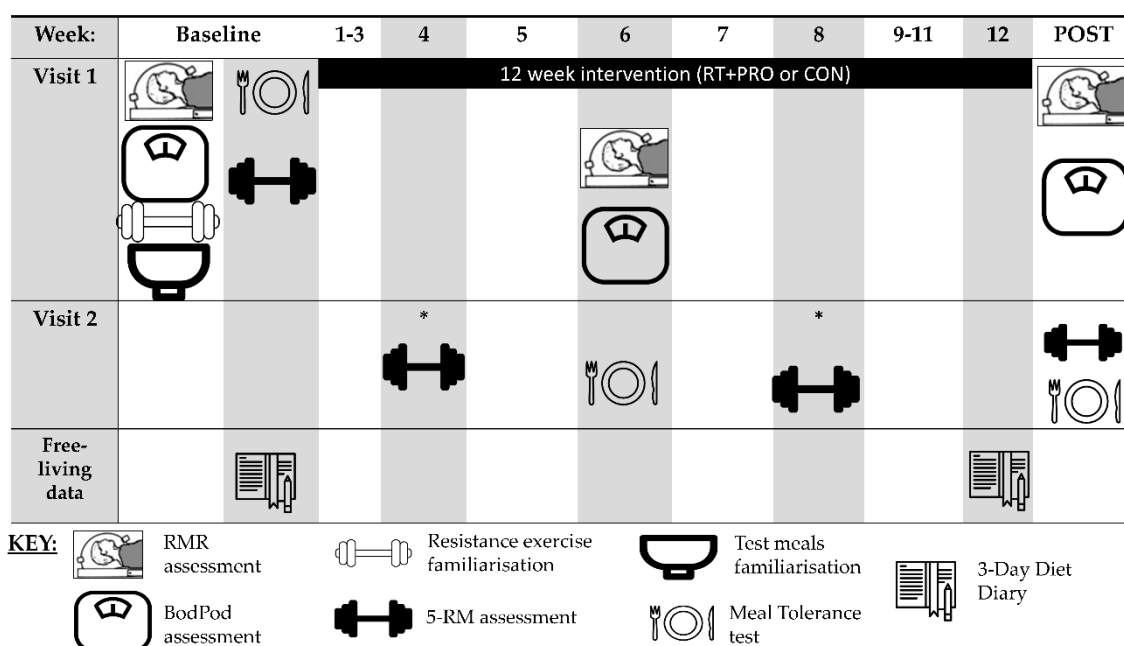 Week: Baseline 1-3 4 5 6 7 8 9-11 12 POST
Visit 1
12 week intervention (RT+PRO or CON)
Visit 2
* *
Free-
living
data
KEY:
RMR
assessment
Resistance exercise
familiarisation
Test meals
familiarisation
3-Day Diet
Diary
BodPod
assessment
5-RM assessment
Meal Tolerance
test